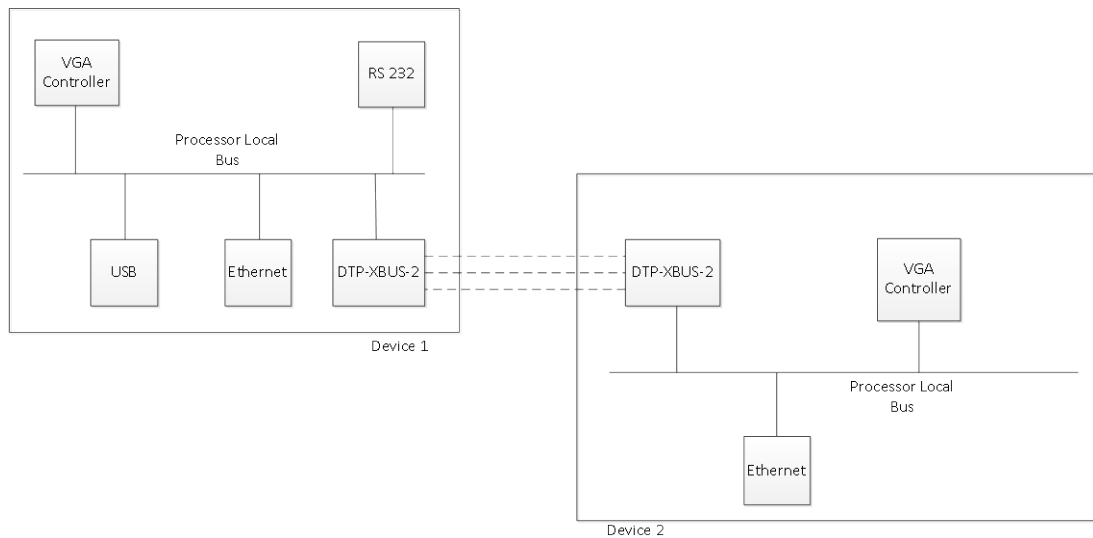 VGA
Controller
RS 232
Processor Local
Bus
USB
Ethernet
DTP-XBUS-2
Device 1
DTP-XBUS-2
VGA
Controller
Processor Local
Bus
Ethernet
Device 2